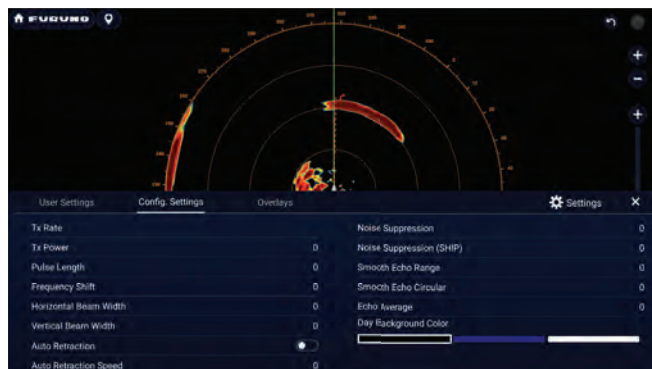 FURUNO
User Settings
Config. Settings
Overlays
Settings
Tx Rate
Tx Power 0
Pulse Length 0
Frequency Shift 0
Horizontal Beam Width 0
Vertical Beam Width 0
Auto Retraction
Auto Retraction Speed 0
Noise Suppression 0
Noise Suppression (SHIP) 0
Smooth Echo Range 0
Smooth Echo Circular 0
Echo Average 0
Day Background Color